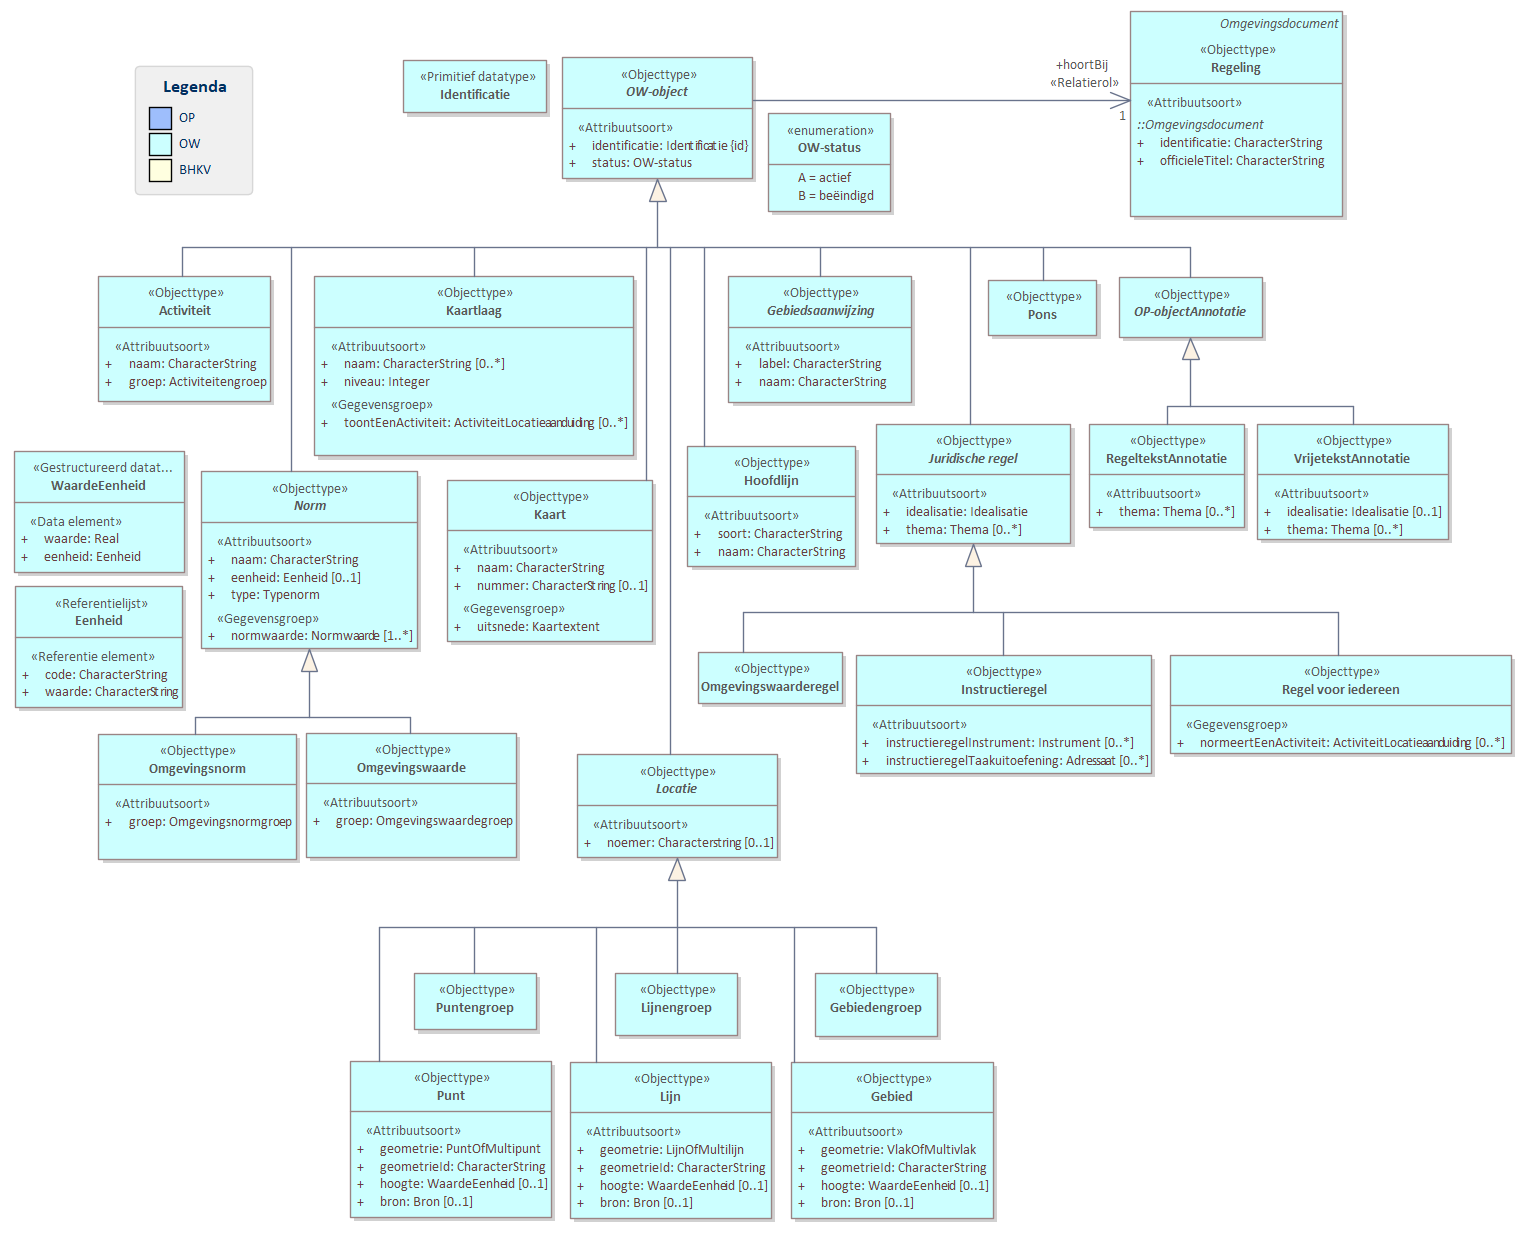 Legenda
OP
OW
BHKV
«Primitief datatype»
Identificatie
«Objecttype»
OW-object
«Attribuutsoort»
+ identificatie: Identificatie {id}
+ status: OW-status
+hoortBij
«Relatierol»
1
Omgevingsdocument
«Objecttype»
Regeling
«Attribuutsoort»
::Omgevingsdocument
+ identificatie: CharacterString
+ officieleTitel: CharacterString
«enumeration»
OW-status
A = actief
B = beëindigd
«Objecttype»
Activiteit
«Attribuutsoort»
+ naam: CharacterString
+ groep: Activiteitengroep
«Objecttype»
Kaartlaag
«Attribuutsoort»
+ naam: CharacterString [0..*]
+ niveau: Integer
«Gegevensgroep»
+ toontEenActiviteit: ActiviteitLocatieaanduiding [0..*]
«Objecttype»
Gebiedsaanwijzing
«Attribuutsoort»
+ label: CharacterString
+ naam: CharacterString
«Objecttype»
Pons
«Objecttype»
OP-objectAnnotatie
«Gestructureerd datat...
WaardeEenheid
«Data element»
+ waarde: Real
+ eenheid: Eenheid
«Objecttype»
Norm
«Attribuutsoort»
+ naam: CharacterString
+ eenheid: Eenheid [0..1]
+ type: Typenorm
«Gegevensgroep»
+ normwaarde: Normwaarde [1..*]
«Objecttype»
Kaart
«Attribuutsoort»
+ naam: CharacterString
+ nummer: CharacterString [0..1]
«Gegevensgroep»
+ uitsnede: Kaartextent
«Objecttype»
Hoofdlijn
«Attribuutsoort»
+ soort: CharacterString
+ naam: CharacterString
«Objecttype»
Juridische regel
«Attribuutsoort»
+ idealisatie: Idealisatie
+ thema: Thema [0..*]
«Objecttype»
RegeltekstAnnotatie
«Attribuutsoort»
+ thema: Thema [0..*]
«Objecttype»
VrijetekstAnnotatie
«Attribuutsoort»
+ idealisatie: Idealisatie [0..1]
+ thema: Thema [0..*]
«Referentielijst»
Eenheid
«Referentie element»
+ code: CharacterString
+ waarde: CharacterString
«Objecttype»
Omgevingswaarderegel
«Objecttype»
Instructieregel
«Attribuutsoort»
+ instructieregelInstrument: Instrument [0..*]
+ instructieregelTaakuitoefening: Adressaat [0..*]
«Objecttype»
Regel voor iedereen
«Gegevensgroep»
+ normeertEenActiviteit: ActiviteitLocatieaanduiding [0..*]
«Objecttype»
Omgevingsnorm
«Attribuutsoort»
+ groep: Omgevingsnormgroep
«Objecttype»
Omgevingswaarde
«Attribuutsoort»
+ groep: Omgevingswaardegroep
«Objecttype»
Locatie
«Attribuutsoort»
+ noemer: Characterstring [0..1]
«Objecttype»
Puntengroep
«Objecttype»
Lijnengroep
«Objecttype»
Gebiedengroep
«Objecttype»
Punt
«Attribuutsoort»
+ geometrie: PuntOfMultipunt
+ geometrieId: CharacterString
+ hoogte: WaardeEenheid [0..1]
+ bron: Bron [0..1]
«Objecttype»
Lijn
«Attribuutsoort»
+ geometrie: LijnOfMultilijn
+ geometrieId: CharacterString
+ hoogte: WaardeEenheid [0..1]
+ bron: Bron [0..1]
«Objecttype»
Gebied
«Attribuutsoort»
+ geometrie: VlakOfMultivlak
+ geometrieId: CharacterString
+ hoogte: WaardeEenheid [0..1]
+ bron: Bron [0..1]